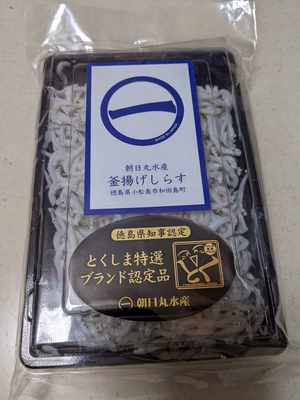 一
朝日丸水産
釜揚げしらす
徳島県小松島市和田島町
徳島県知事認定
とくしま特選
ブランド認定品
一 朝日丸水産